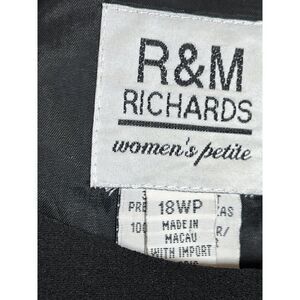 R&M
RICHARDS
women's petite
18WP
MADE IN
MACAU
WITH IMPORT